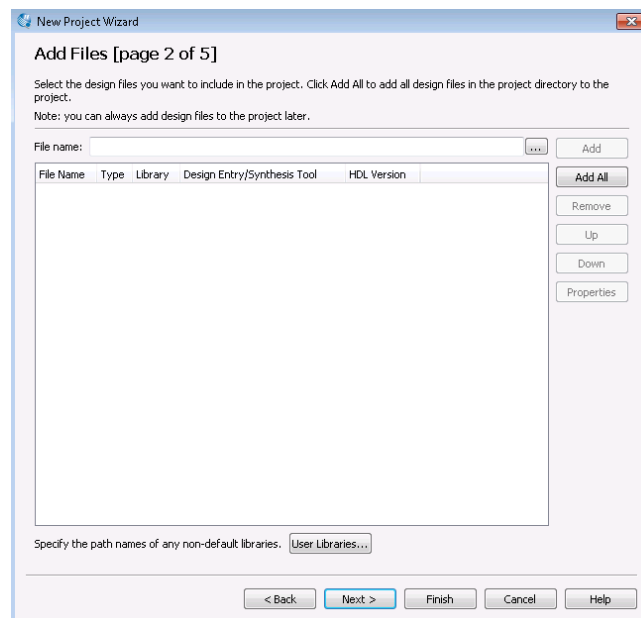 New Project Wizard
Add Files [page 2 of 5]
Select the design files you want to include in the project. Click Add All to add all design files in the project directory to the
project.
Note: you can always add design files to the project later.
File name: ... Add
File Name Type Library Design Entry/Synthesis Tool HDL Version Add All
Remove
Up
Down
Properties
Specify the path names of any non-default libraries. User Libraries...
< Back Next > Finish Cancel Help